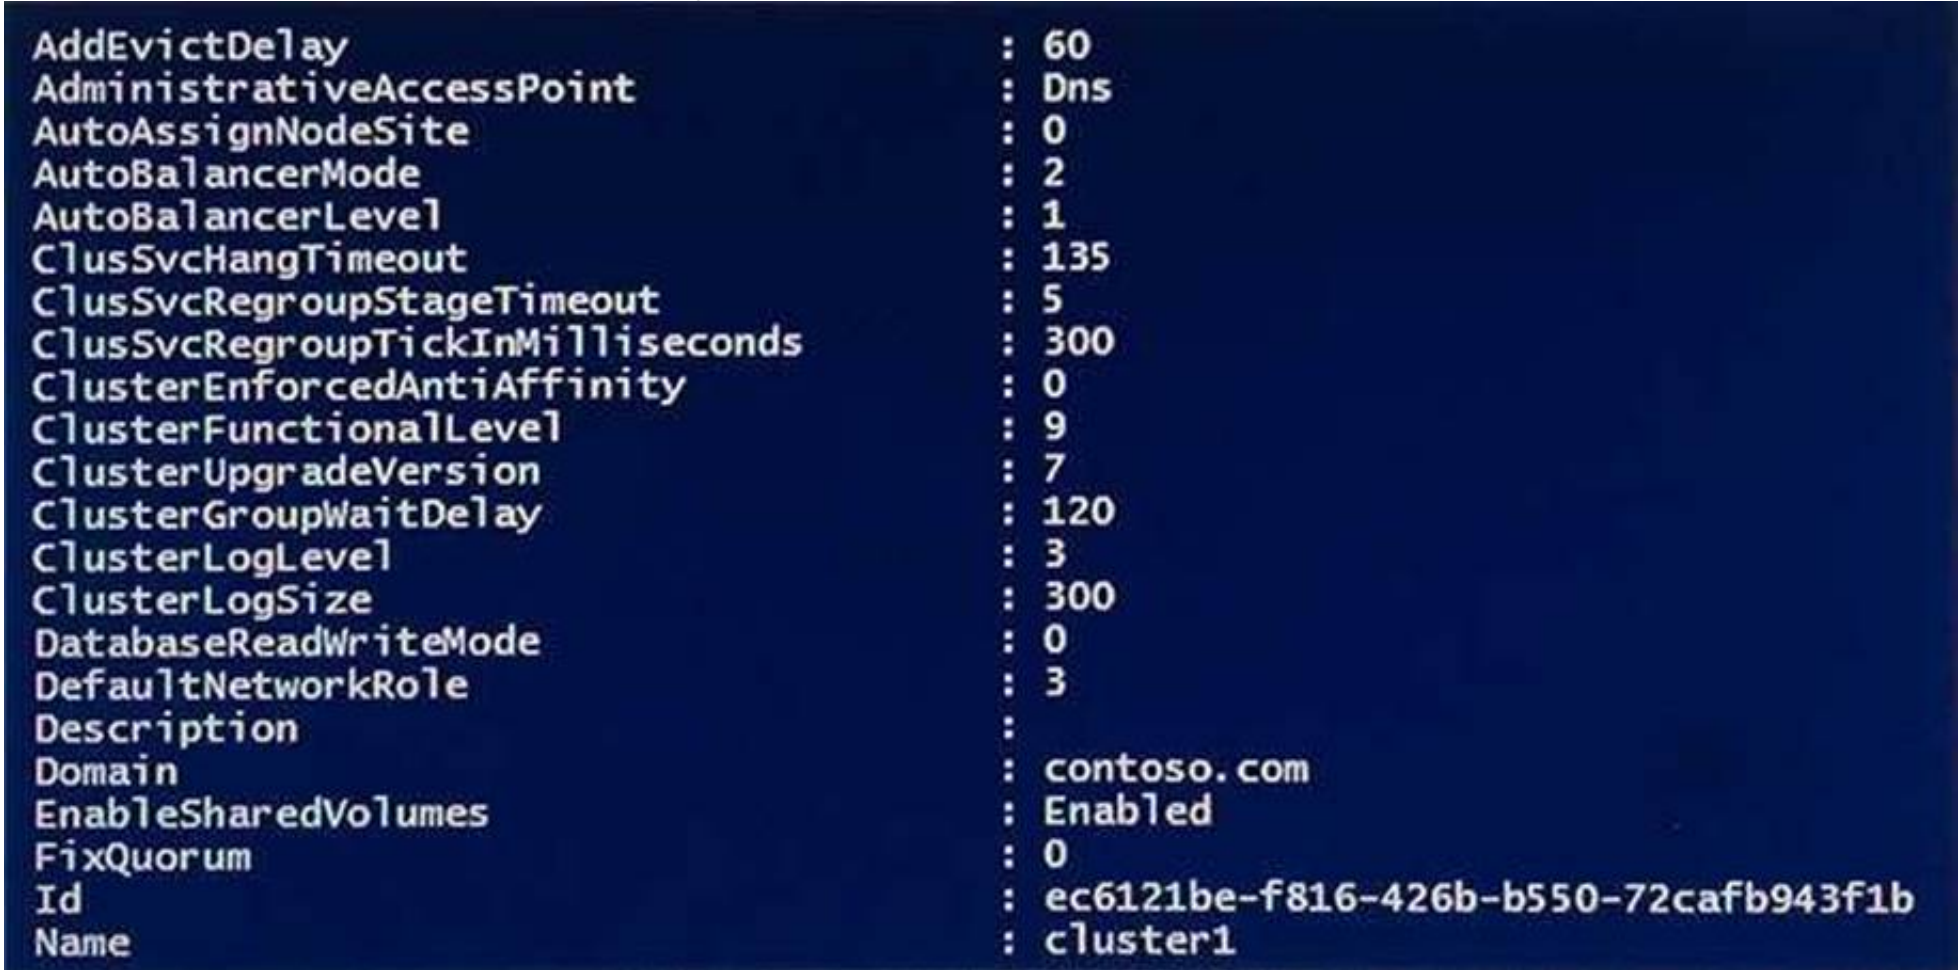 AddEvictDelay : 60
AdministrativeAccessPoint : Dns
AutoAssignNodeSite : 0
AutoBalancerMode : 2
AutoBalancerLevel : 1
ClusSvcHangTimeout : 135
ClusSvcRegroupStageTimeout : 5
ClusSvcRegroupTickInMilliseconds : 300
ClusterEnforcedAntiAffinity : 0
ClusterFunctionalLevel : 9
ClusterUpgradeVersion : 7
ClusterGroupWaitDelay : 120
ClusterLogLevel : 3
ClusterLogSize : 300
DatabaseReadWriteMode : 0
DefaultNetworkRole : 3
Description :
Domain : contoso.com
EnableSharedVolumes : Enabled
FixQuorum : 0
Id : ec6121be-f816-426b-b550-72cafb943f1b
Name : cluster1